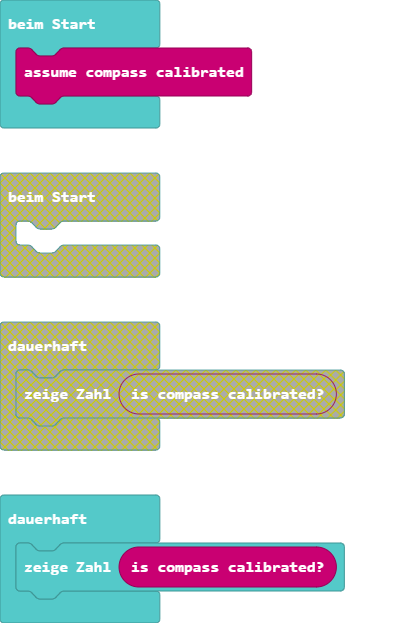 beim Start
assume compass calibrated
beim Start
dauerhaft
zeige Zahl is compass calibrated?
dauerhaft
zeige Zahl is compass calibrated?